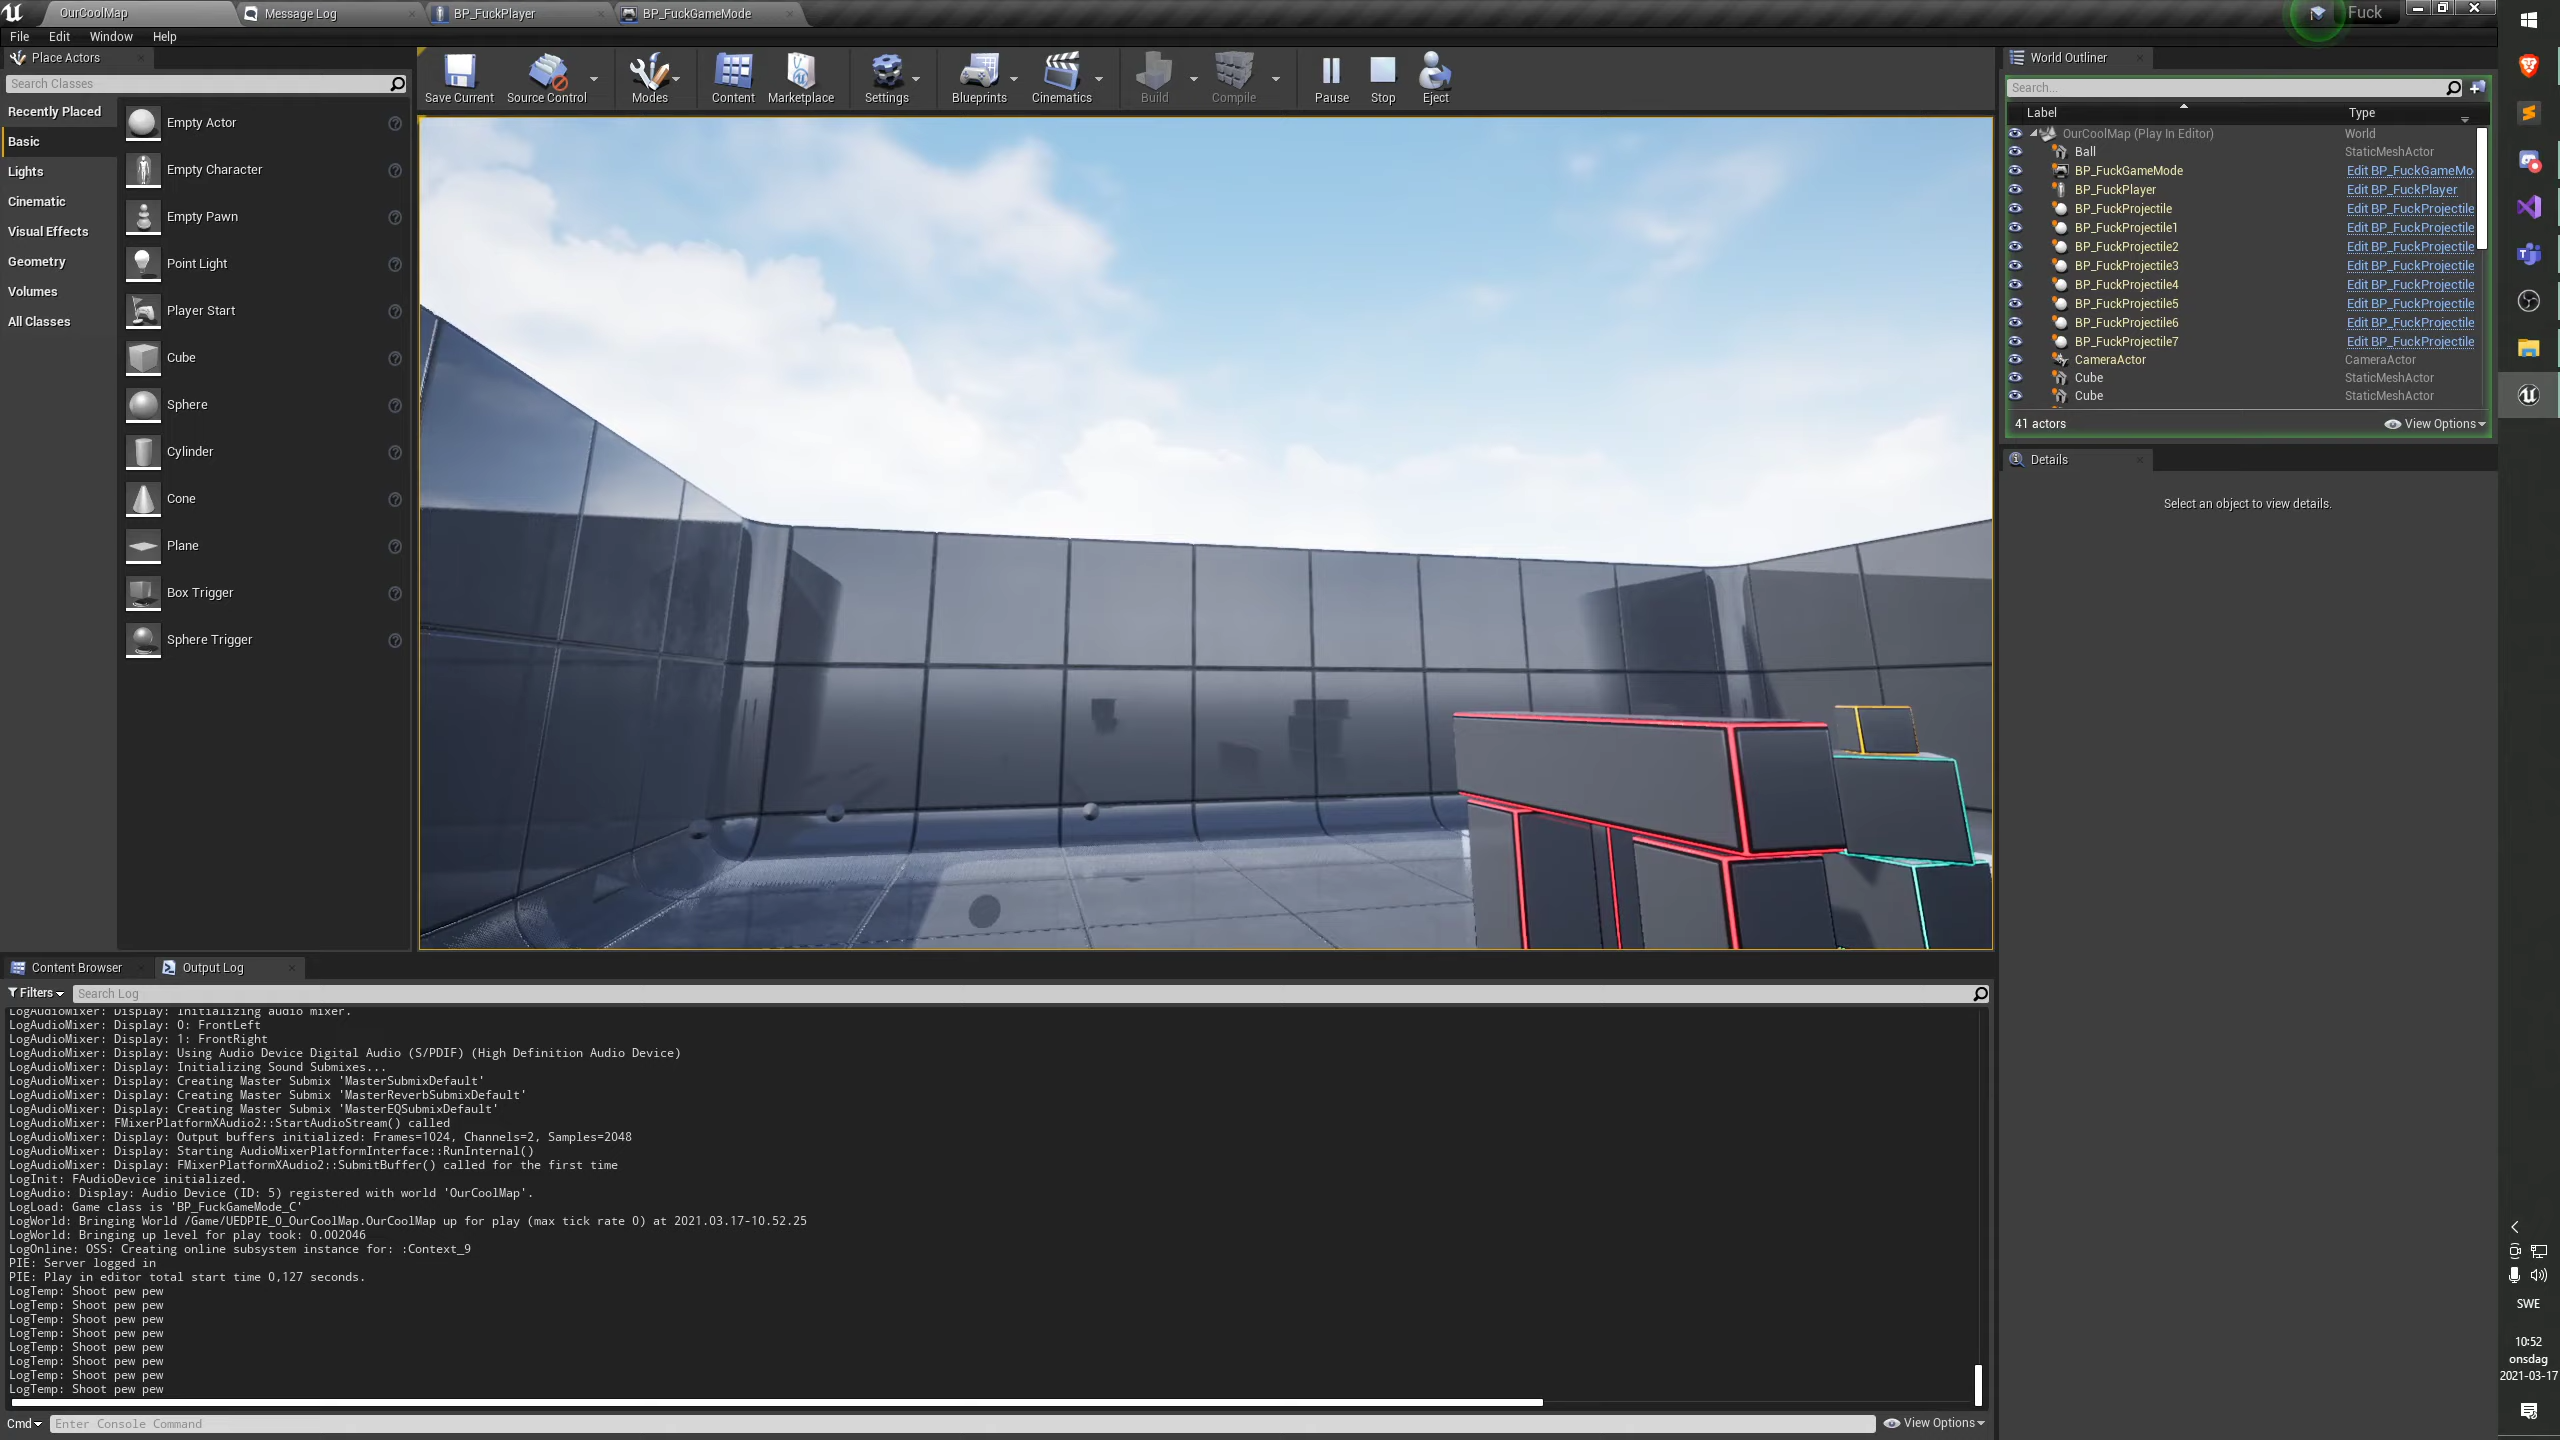 OurCoolMap
Message Log
BP_FuckPlayer
BP_FuckGameMode
Fuck
File Edit Window Help
Place Actors
Search Classes
Recently Placed
Basic
Lights
Cinematic
Visual Effects
Geometry
Volumes
All Classes
Empty Actor
Empty Character
Empty Pawn
Point Light
Player Start
Cube
Sphere
Cylinder
Cone
Plane
Box Trigger
Sphere Trigger
Save Current
Source Control
Modes
Content
Marketplace
Settings
Blueprints
Cinematics
Build
Compile
Pause
Stop
Eject
World Outliner
Search...
Label Type
OurCoolMap (Play In Editor) World
Ball StaticMeshActor
BP_FuckGameMode Edit BP_FuckGameMo
BP_FuckPlayer Edit BP_FuckPlayer
BP_FuckProjectile Edit BP_FuckProjectile
BP_FuckProjectile1 Edit BP_FuckProjectile
BP_FuckProjectile2 Edit BP_FuckProjectile
BP_FuckProjectile3 Edit BP_FuckProjectile
BP_FuckProjectile4 Edit BP_FuckProjectile
BP_FuckProjectile5 Edit BP_FuckProjectile
BP_FuckProjectile6 Edit BP_FuckProjectile
BP_FuckProjectile7 Edit BP_FuckProjectile
CameraActor CameraActor
Cube StaticMeshActor
Cube StaticMeshActor
41 actors View Options
Details
Select an object to view details.
Content Browser
Output Log
Filters
Search Log
LogAudioMixer: Display: Initializing audio mixer.
LogAudioMixer: Display: 0: FrontLeft
LogAudioMixer: Display: 1: FrontRight
LogAudioMixer: Display: Using Audio Device Digital Audio (S/PDIF) (High Definition Audio Device)
LogAudioMixer: Display: Initializing Sound Submixes...
LogAudioMixer: Display: Creating Master Submix 'MasterSubmixDefault'
LogAudioMixer: Display: Creating Master Submix 'MasterReverbSubmixDefault'
LogAudioMixer: Display: Creating Master Submix 'MasterEQSubmixDefault'
LogAudioMixer: FMixerPlatformXAudio2::StartAudioStream() called
LogAudioMixer: Display: Output buffers initialized: Frames=1024, Channels=2, Samples=2048
LogAudioMixer: Display: Starting AudioMixerPlatformInterface::RunInternal()
LogAudioMixer: Display: FMixerPlatformXAudio2::SubmitBuffer() called for the first time
LogInit: FAudioDevice initialized.
LogAudio: Display: Audio Device (ID: 5) registered with world 'OurCoolMap'.
LogLoad: Game class is 'BP_FuckGameMode_C'
LogWorld: Bringing World /Game/UEDPIE_0_OurCoolMap.OurCoolMap up for play (max tick rate 0) at 2021.03.17-10.52.25
LogWorld: Bringing up level for play took: 0.002046
LogOnline: OSS: Creating online subsystem instance for: :Context_9
PIE: Server logged in
PIE: Play in editor total start time 0,127 seconds.
LogTemp: Shoot pew pew
LogTemp: Shoot pew pew
LogTemp: Shoot pew pew
LogTemp: Shoot pew pew
LogTemp: Shoot pew pew
LogTemp: Shoot pew pew
LogTemp: Shoot pew pew
LogTemp: Shoot pew pew
Cmd
Enter Console Command
View Options
SWE
10:52
onsdag
2021-03-17